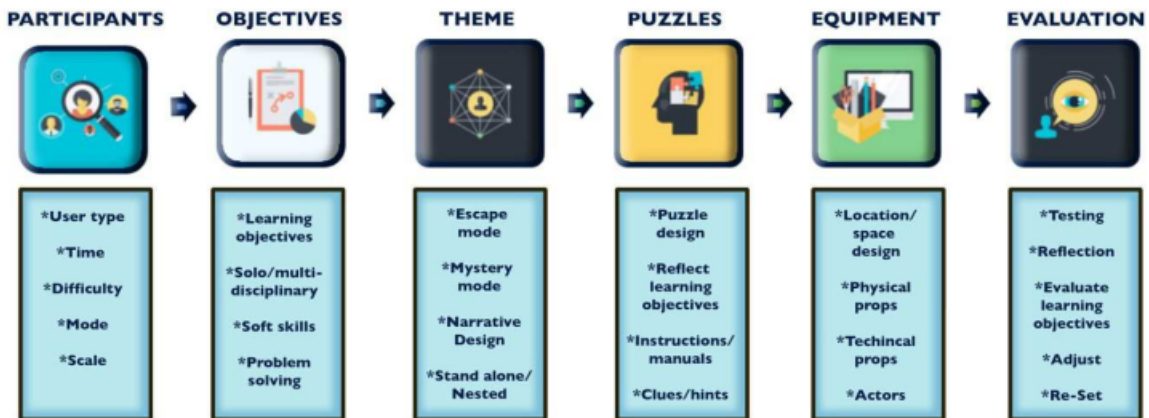 PARTICIPANTS
OBJECTIVES
THEME
PUZZLES
EQUIPMENT
EVALUATION
*User type
*Time
*Difficulty
*Mode
*Scale
*Learning
objectives
*Solo/multi-
disciplinary
*Soft skills
*Problem
solving
*Escape
mode
*Mystery
mode
*Narrative
Design
*Stand alone/
Nested
*Puzzle
design
*Reflect
learning
objectives
*Instructions/
manuals
*Clues/hints
*Location/
space
design
*Physical
props
*Techincal
props
*Actors
*Testing
*Reflection
*Evaluate
learning
objectives
*Adjust
*Re-Set